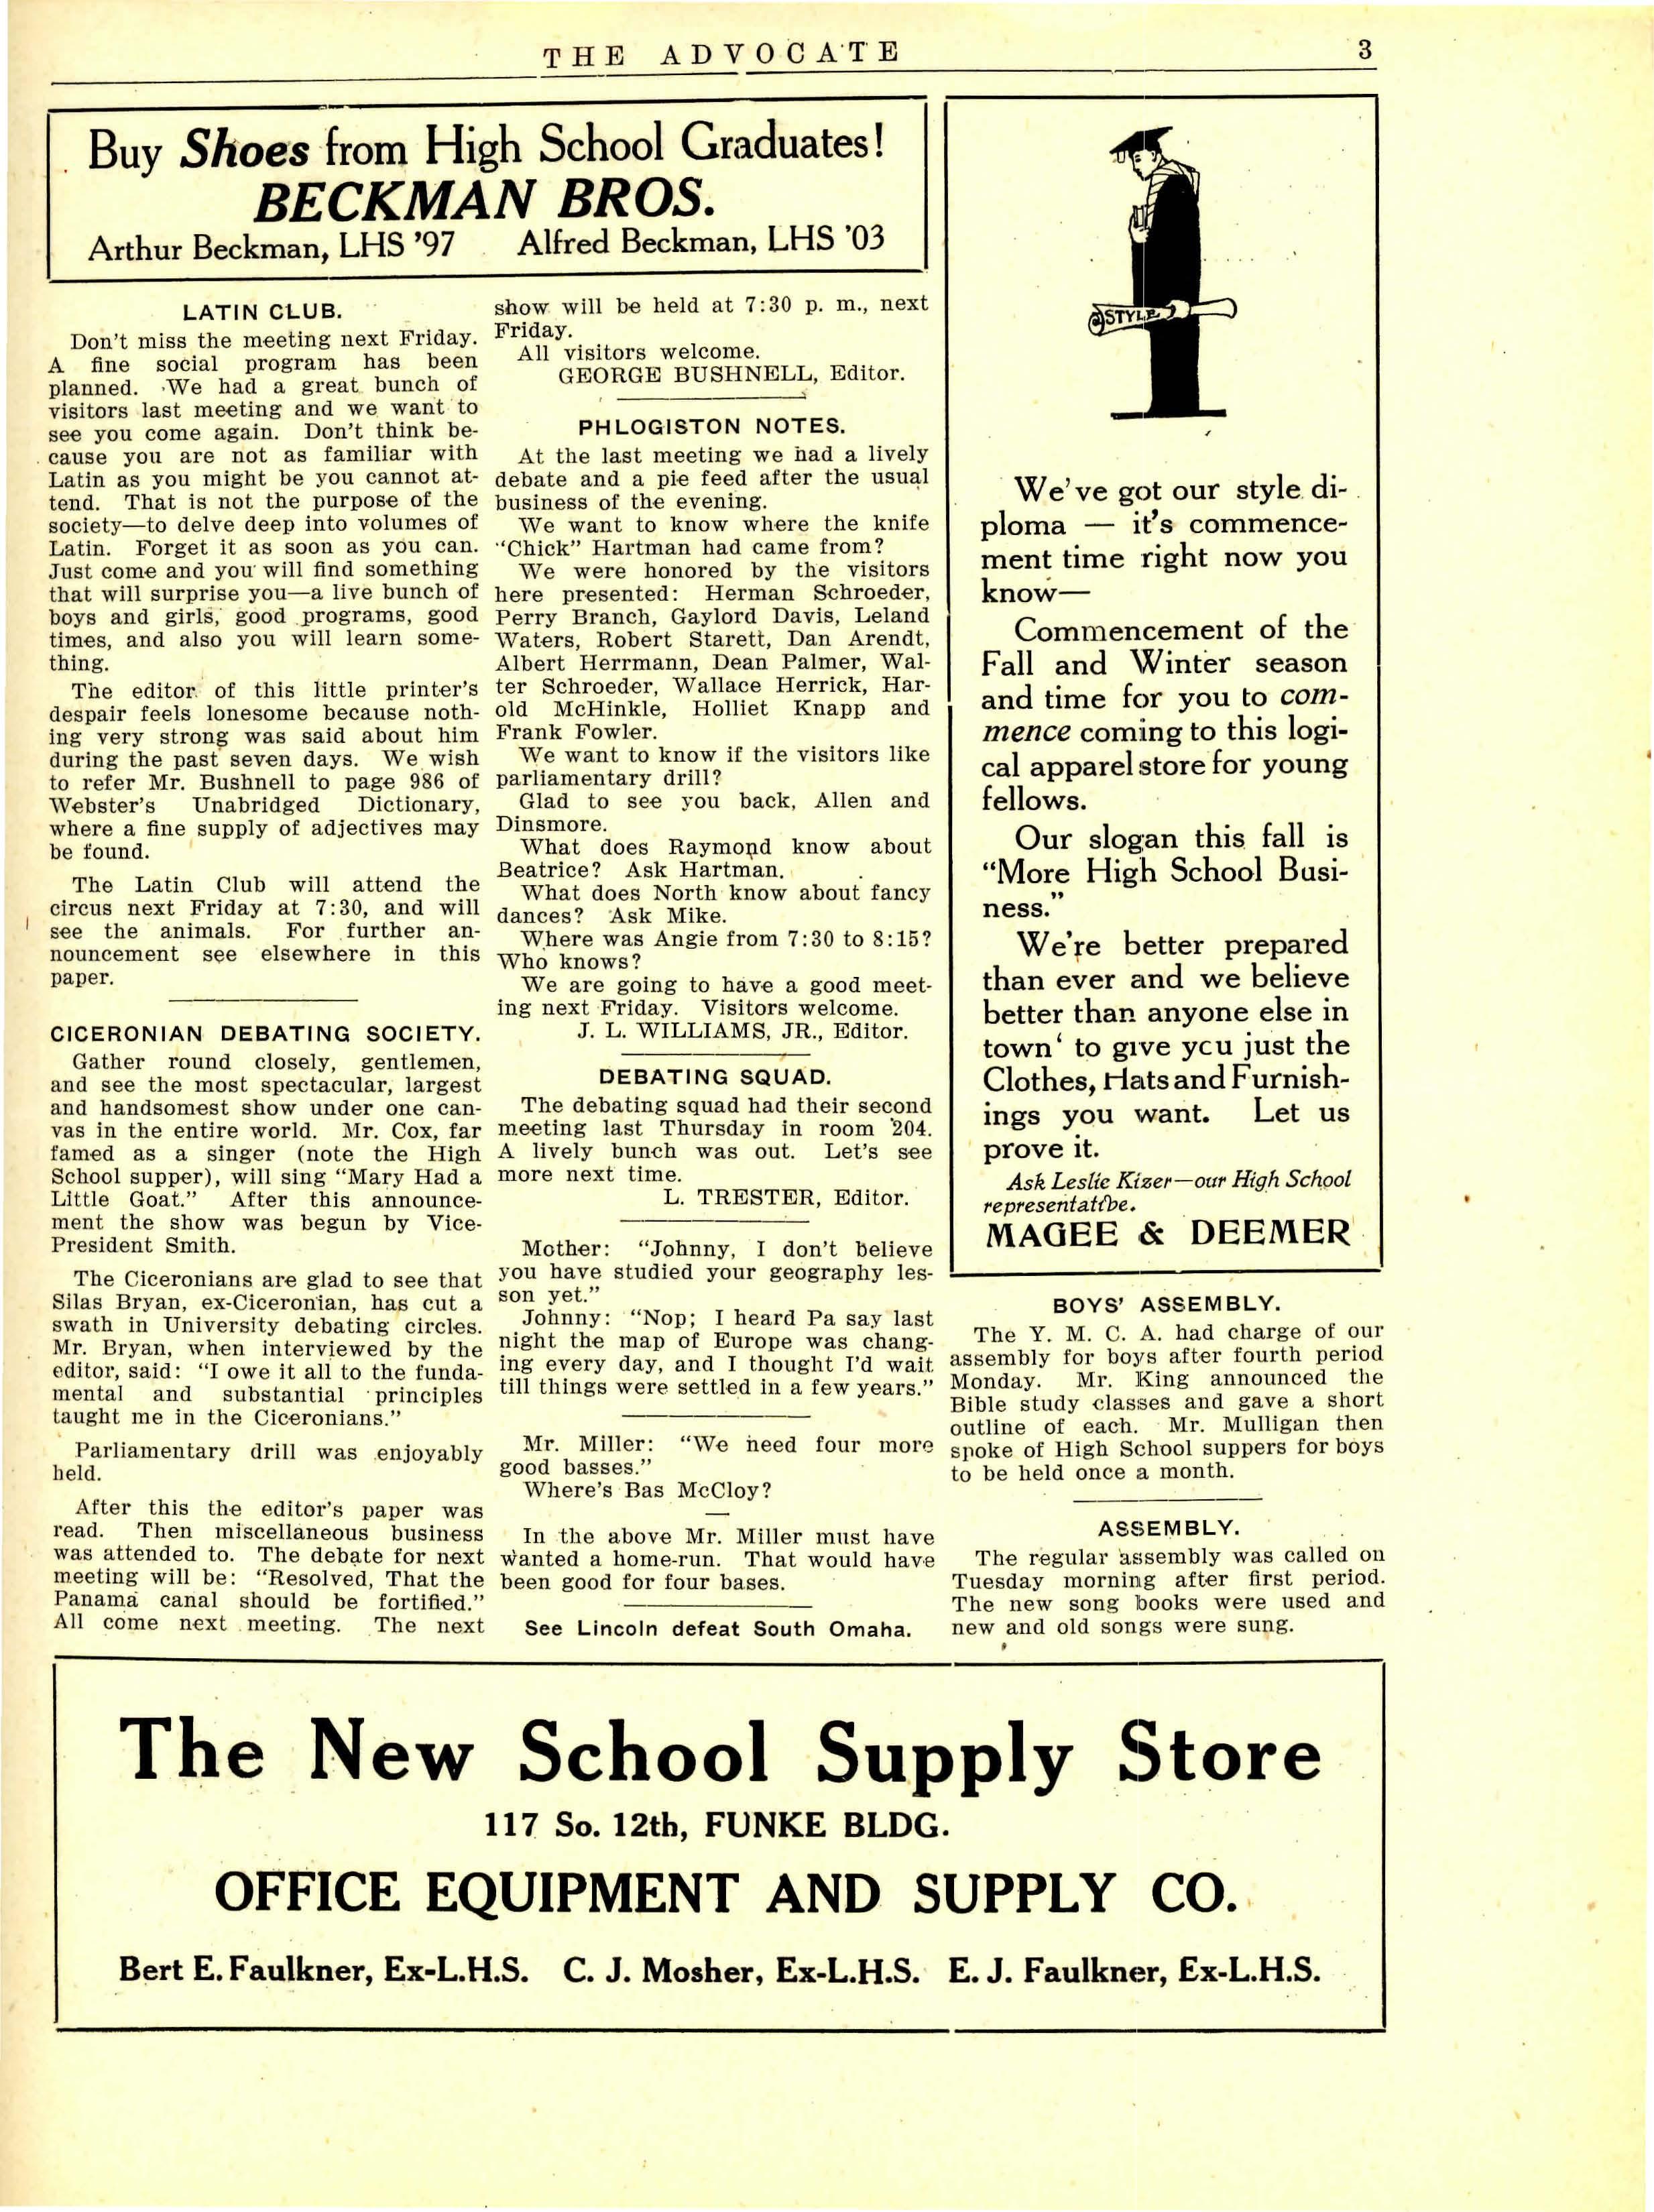 THE ADVOCATE
3
Buy Shoes from High School Graduates!
BECKMAN BROS.
Arthur Beckman, LHS '97 Alfred Beckman, LHS '03
LATIN CLUB.
Don't miss the meeting next Friday.
A fine social program has been
planned. We had a great bunch of
visitors last meeting and we want to
see you come again. Don't think be-
cause you are not as familiar with
Latin as you might be you cannot at-
tend. That is not the purpose of the
society—to delve deep into volumes of
Latin. Forget it as soon as you can.
Just come and you will find something
that will surprise you—a live bunch of
boys and girls, good programs, good
times, and also you will learn some-
thing.
The editor of this little printer's
despair feels lonesome because noth-
ing very strong was said about him
during the past seven days. We wish
to refer Mr. Bushnell to page 986 of
Webster's Unabridged Dictionary,
where a fine supply of adjectives may
be found.
The Latin Club will attend the
circus next Friday at 7:30, and will
see the animals. For further an-
nouncement see elsewhere in this
paper.
CICERONIAN DEBATING SOCIETY.
Gather round closely, gentlemen,
and see the most spectacular, largest
and handsomest show under one can-
vas in the entire world. Mr. Cox, far
famed as a singer (note the High
School supper), will sing "Mary Had a
Little Goat." After this announce-
ment the show was begun by Vice-
President Smith.
The Ciceronians are glad to see that
Silas Bryan, ex-Ciceronian, has cut a
swath in University debating circles.
Mr. Bryan, when interviewed by the
editor, said: "I owe it all to the funda-
mental and substantial principles
taught me in the Ciceronians."
Parliamentary drill was enjoyably
held.
After this the editor's paper was
read. Then miscellaneous business
was attended to. The debate for next
meeting will be: "Resolved, That the
Panama canal should be fortified."
All come next meeting. The next
show will be held at 7:30 p. m., next
Friday.
All visitors welcome.
GEORGE BUSHNELL, Editor.
PHLOGISTON NOTES.
At the last meeting we had a lively
debate and a pie feed after the usual
business of the evening.
We want to know where the knife
"Chick" Hartman had came from?
We were honored by the visitors
here presented: Herman Schroeder,
Perry Branch, Gaylord Davis, Leland
Waters, Robert Starett, Dan Arendt,
Albert Herrmann, Dean Palmer, Wal-
ter Schroeder, Wallace Herrick, Har-
old McHinkle, Holliet Knapp and
Frank Fowler.
We want to know if the visitors like
parliamentary drill?
Glad to see you back, Allen and
Dinsmore.
What does Raymond know about
Beatrice? Ask Hartman.
What does North know about fancy
dances? Ask Mike.
Where was Angie from 7:30 to 8:15?
Who knows?
We are going to have a good meet-
ing next Friday. Visitors welcome.
J. L. WILLIAMS, JR., Editor.
DEBATING SQUAD.
The debating squad had their second
meeting last Thursday in room 204.
A lively bunch was out. Let's see
more next time.
L. TRESTER, Editor.
Mother: "Johnny, I don't believe
you have studied your geography les-
son yet."
Johnny: "Nop; I heard Pa say last
night the map of Europe was chang-
ing every day, and I thought I'd wait
till things were settled in a few years."
Mr. Miller: "We need four more
good basses."
Where's Bas McCloy?
In the above Mr. Miller must have
wanted a home-run. That would have
been good for four bases.
See Lincoln defeat South Omaha.
STYLE
We've got our style di-
ploma — it's commence-
ment time right now you
know—
Commencement of the
Fall and Winter season
and time for you to com-
mence coming to this logi-
cal apparel store for young
fellows.
Our slogan this fall is
"More High School Busi-
ness."
We're better prepared
than ever and we believe
better than anyone else in
town to give you just the
Clothes, Hats and Furnish-
ings you want. Let us
prove it.
Ask Leslie Kizer—our High School
representative.
MAGEE & DEEMER
BOYS' ASSEMBLY.
The Y. M. C. A. had charge of our
assembly for boys after fourth period
Monday. Mr. King announced the
Bible study classes and gave a short
outline of each. Mr. Mulligan then
spoke of High School suppers for boys
to be held once a month.
ASSEMBLY.
The regular assembly was called on
Tuesday morning after first period.
The new song books were used and
new and old songs were sung.
The New School Supply Store
117 So. 12th, FUNKE BLDG.
OFFICE EQUIPMENT AND SUPPLY CO.
Bert E. Faulkner, Ex-L.H.S. C. J. Mosher, Ex-L.H.S. E. J. Faulkner, Ex-L.H.S.